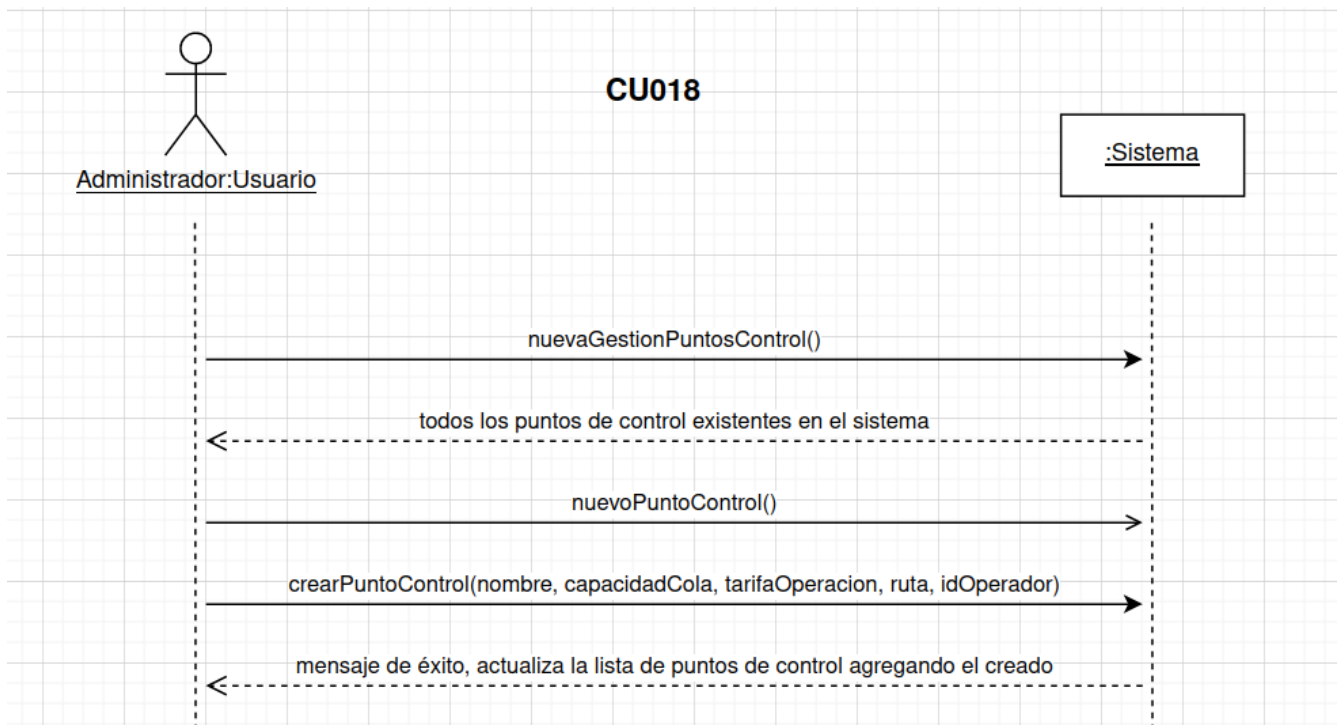 CU018
Administrador:Usuario
:Sistema
nuevaGestionPuntosControl()
todos los puntos de control existentes en el sistema
nuevoPuntoControl()
crearPuntoControl(nombre, capacidadCola, tarifaOperacion, ruta, idOperador)
mensaje de éxito, actualiza la lista de puntos de control agregando el creado